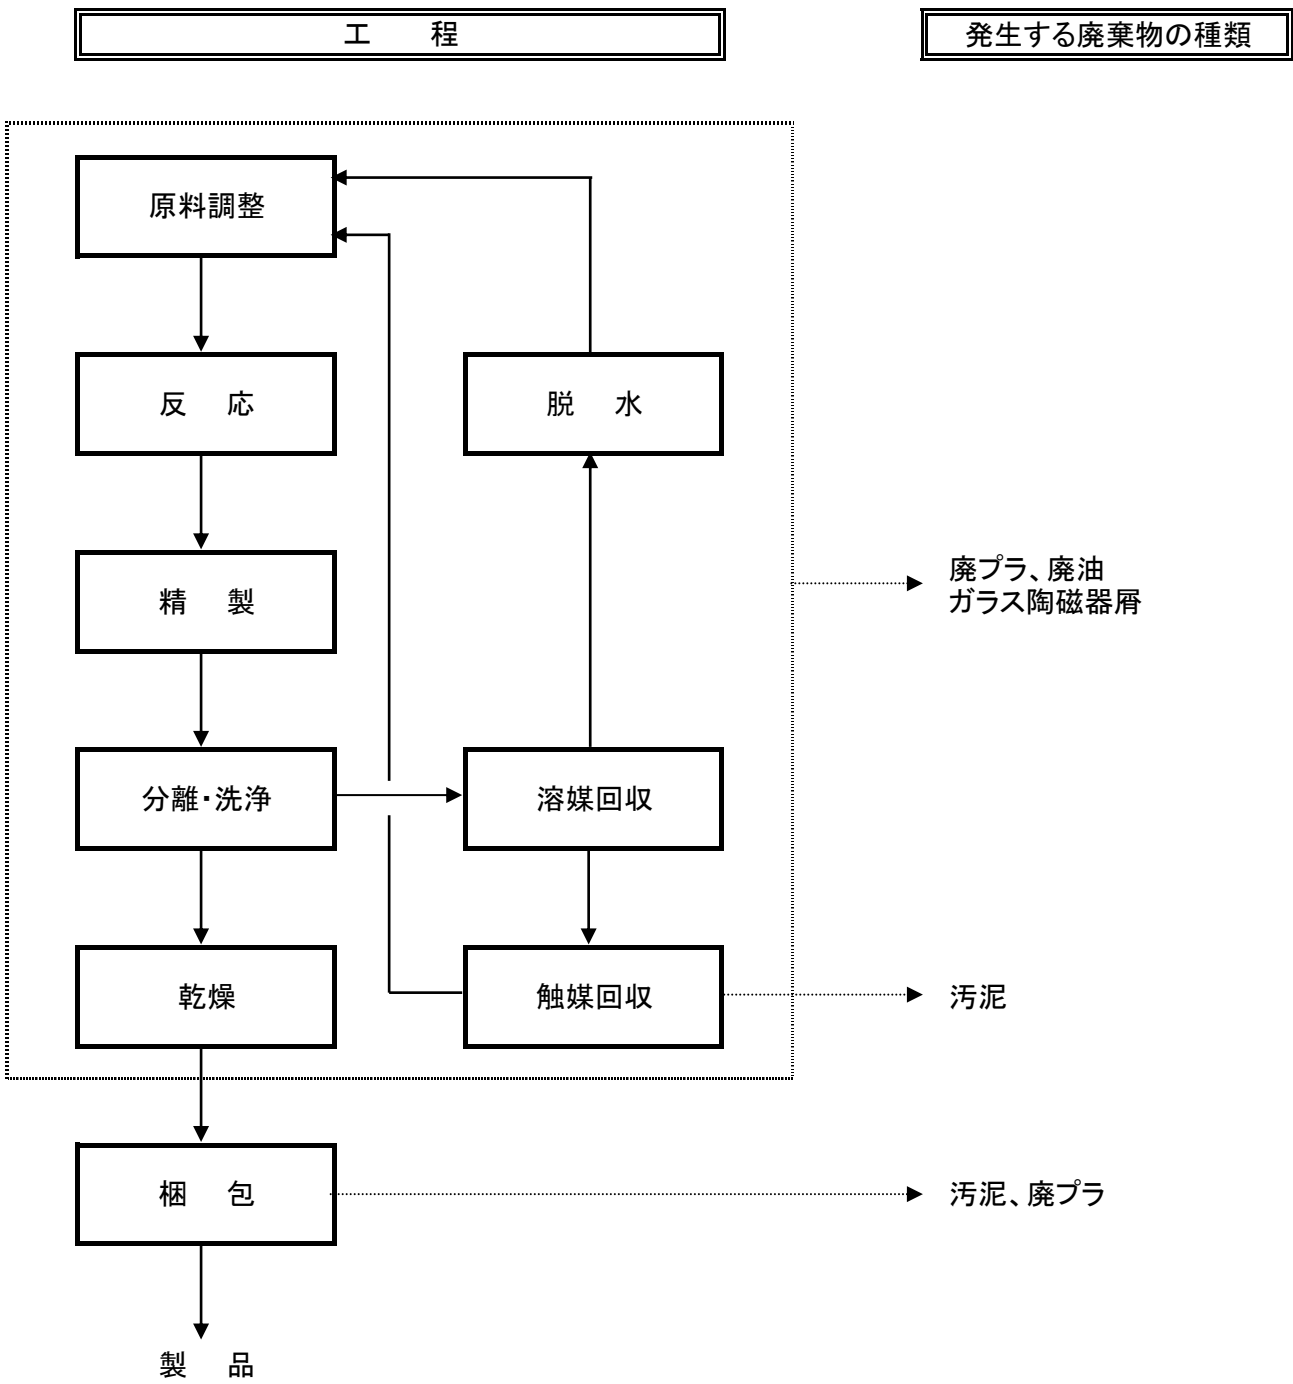 工　程
発生する廃棄物の種類
原料調整
反　応
脱　水
精　製
廃プラ、廃油
ガラス陶磁器屑
分離・洗浄
溶媒回収
乾燥
触媒回収
汚泥
梱　包
汚泥、廃プラ
製　品